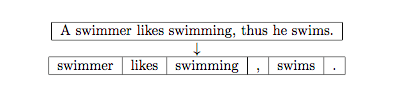 A swimmer likes swimming, thus he swims.
↓
swimmer likes swimming , swims .